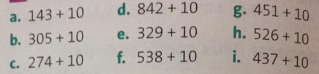 a. 143 + 10 d. 842 + 10 g. 451 + 10
b. 305 + 10 e. 329 + 10 h. 526 + 10
c. 274 + 10 f. 538 + 10 i. 437 + 10